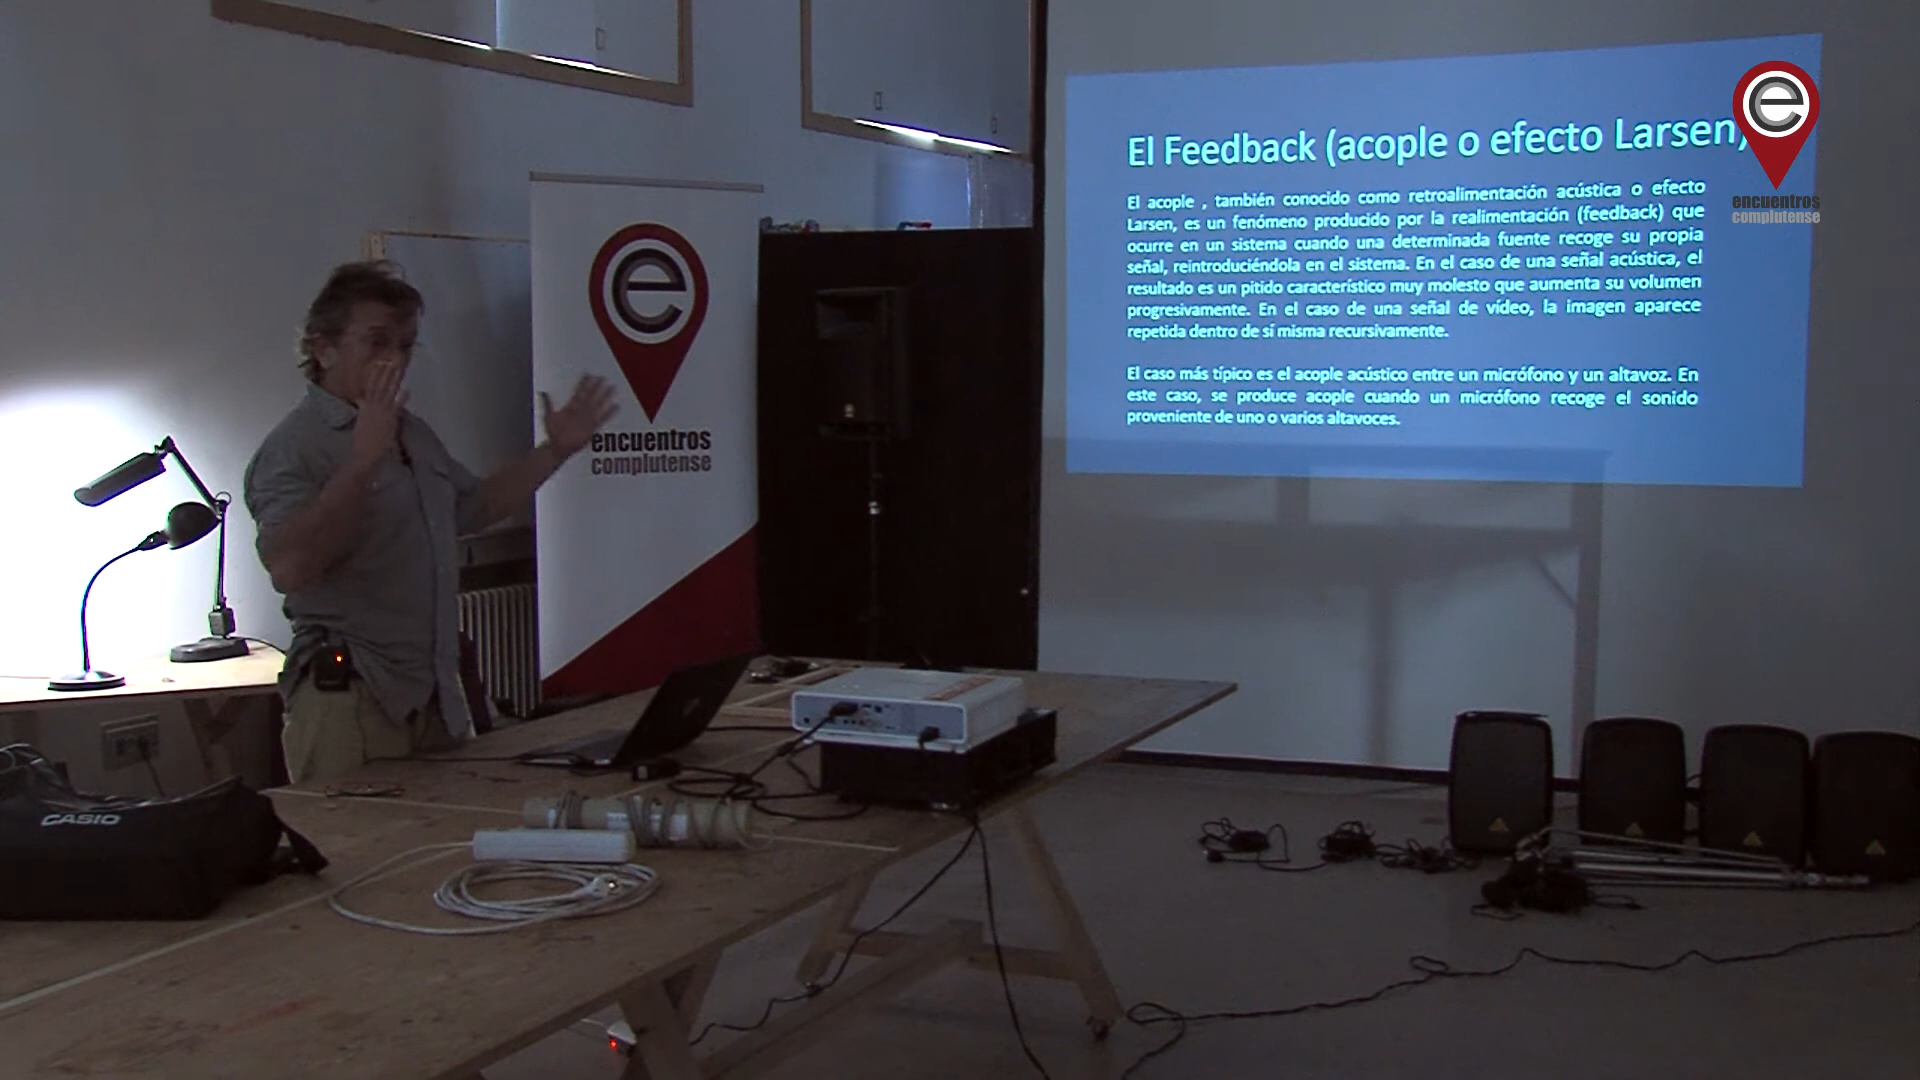 El Feedback (acople o efecto Larsen)
El acople , también conocido como retroalimentación acústica o efecto
Larsen, es un fenómeno producido por la realimentación (feedback) que
ocurre en un sistema cuando una determinada fuente recoge su propia
señal, reintroduciéndola en el sistema. En el caso de una señal acústica, el
resultado es un pitido característico muy molesto que aumenta su volumen
progresivamente. En el caso de una señal de vídeo, la imagen aparece
repetida dentro de sí misma recursivamente.
El caso más típico es el acople acústico entre un micrófono y un altavoz. En
este caso, se produce acople cuando un micrófono recoge el sonido
proveniente de uno o varios altavoces.
e
encuentros
complutense
e
encuentros
complutense
CASIO